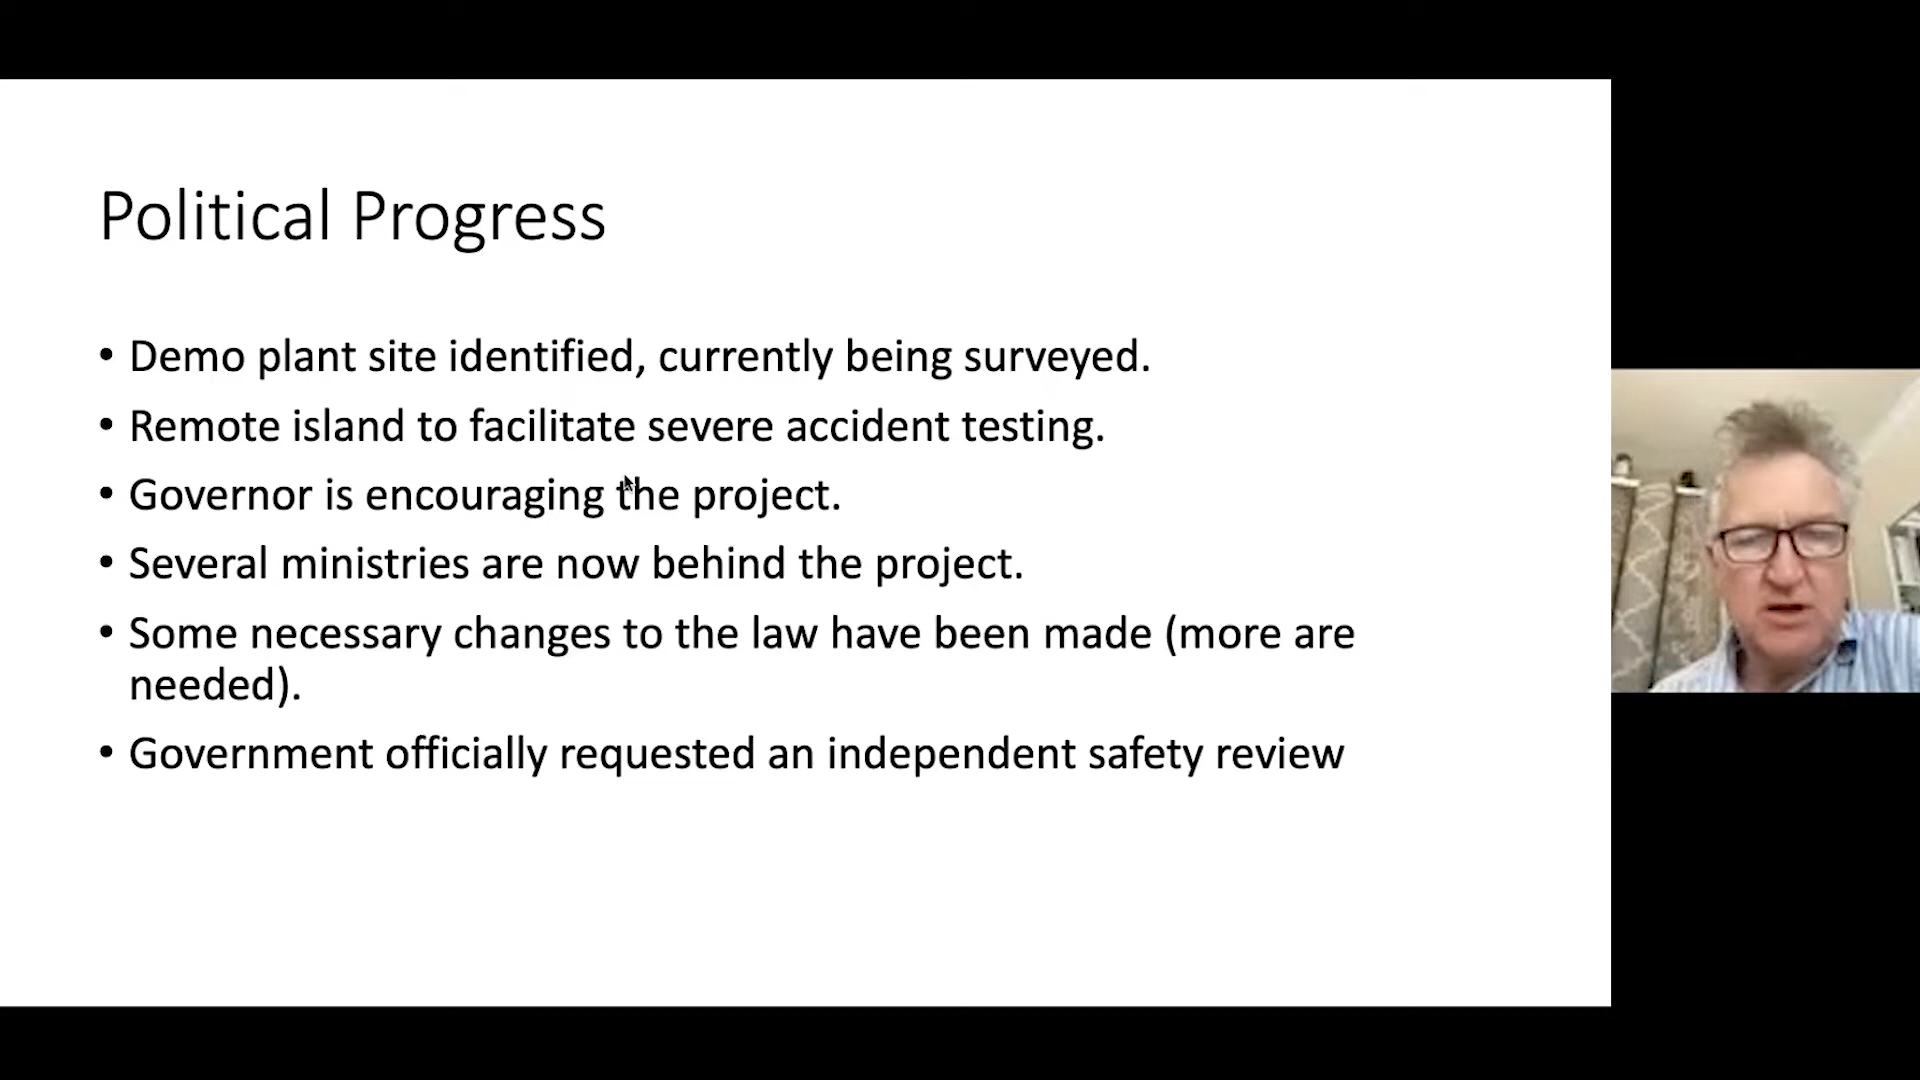 Political Progress
• Demo plant site identified, currently being surveyed.
• Remote island to facilitate severe accident testing.
• Governor is encouraging the project.
• Several ministries are now behind the project.
• Some necessary changes to the law have been made (more are
needed).
• Government officially requested an independent safety review